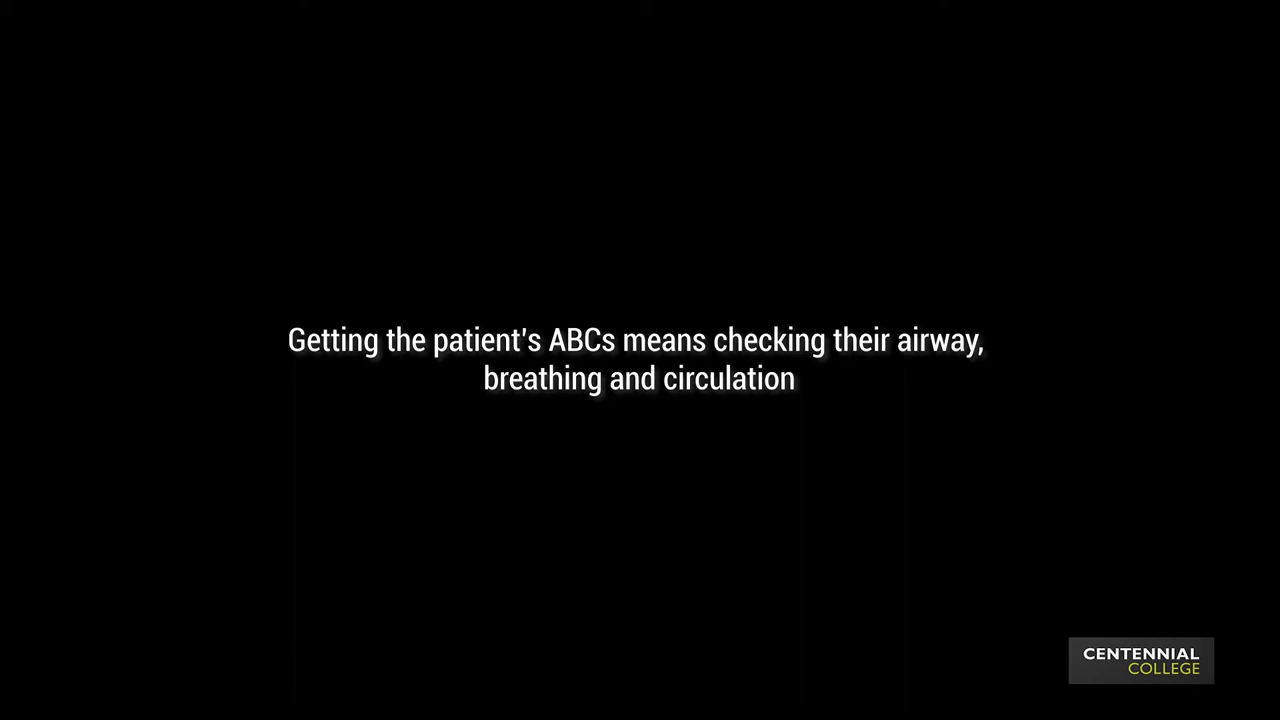 Getting the patient's ABCs means checking their airway,
breathing and circulation
CENTENNIAL
COLLEGE